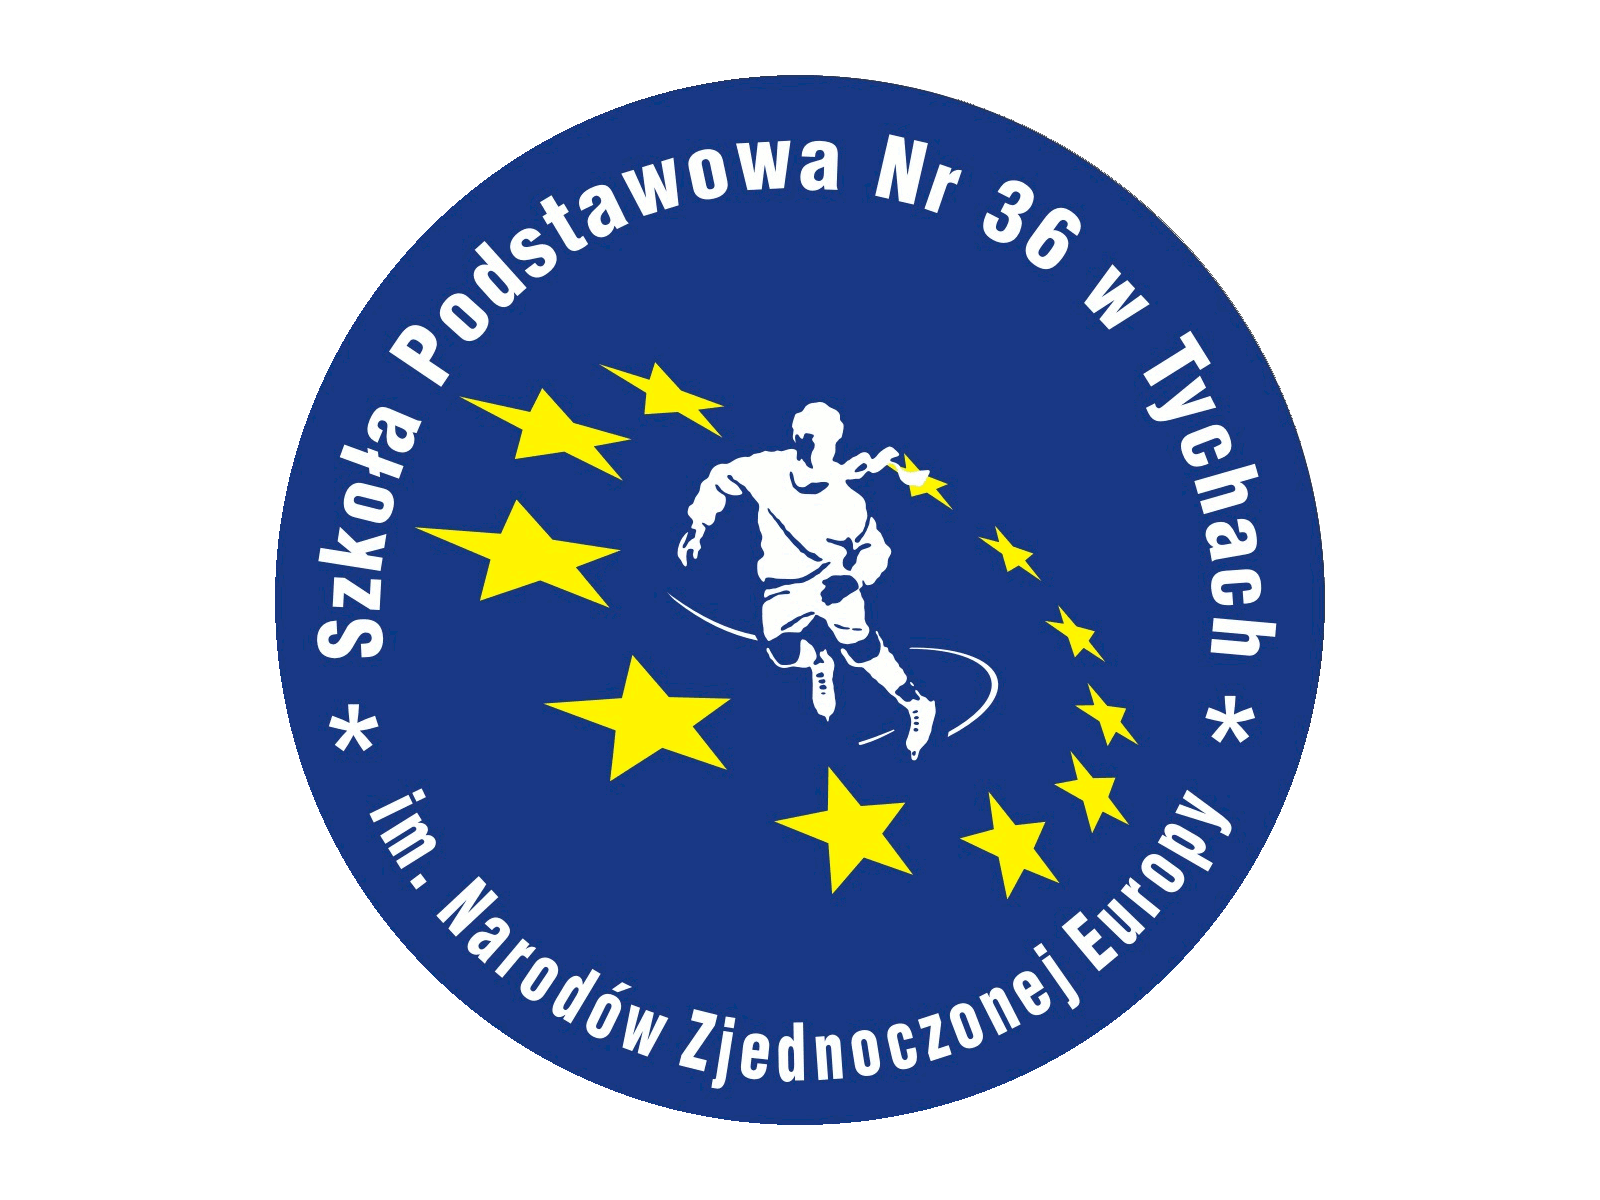 Szkoła Podstawowa Nr 36 w Tychach
* im. Narodów Zjednoczonej Europy *